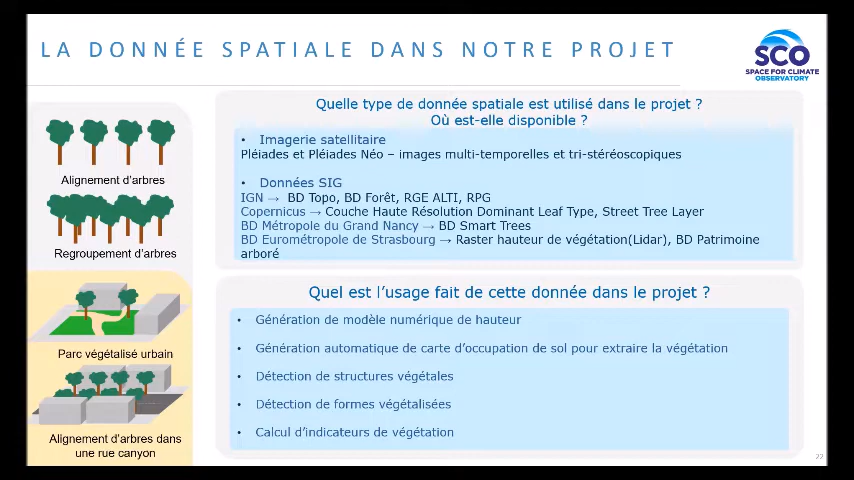 LA DONNÉE SPATIALE DANS NOTRE PROJET
SCO
SPACE FOR CLIMATE
OBSERVATORY
Alignement d'arbres
Regroupement d'arbres
Parc végétalisé urbain
Alignement d'arbres dans
une rue canyon
Quelle type de donnée spatiale est utilisé dans le projet ?
Où est-elle disponible ?
• Imagerie satellitaire
Pléiades et Pléiades Néo – images multi-temporelles et tri-stéréoscopiques
• Données SIG
IGN → BD Topo, BD Forêt, RGE ALTI, RPG
Copernicus → Couche Haute Résolution Dominant Leaf Type, Street Tree Layer
BD Métropole du Grand Nancy → BD Smart Trees
BD Eurométropole de Strasbourg → Raster hauteur de végétation(Lidar), BD Patrimoine
arboré
Quel est l'usage fait de cette donnée dans le projet ?
• Génération de modèle numérique de hauteur
• Génération automatique de carte d'occupation de sol pour extraire la végétation
• Détection de structures végétales
• Détection de formes végétalisées
• Calcul d'indicateurs de végétation
22